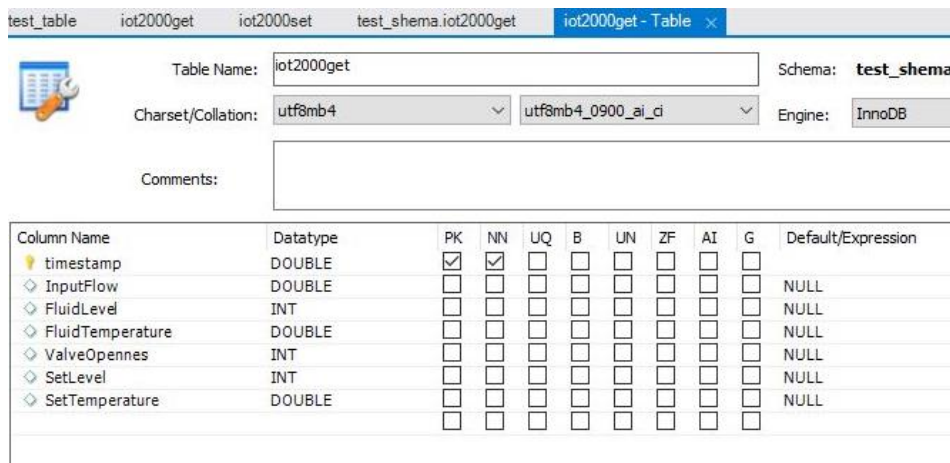 test_table iot2000get iot2000set test_shema.iot2000get iot2000get - Table ×
Table Name: iot2000get Schema: test_shema
Charset/Collation: utf8mb4 utf8mb4_0900_ai_ci Engine: InnoDB
Comments:
Column Name Datatype PK NN UQ B UN ZF AI G Default/Expression
timestamp DOUBLE
InputFlow DOUBLE NULL
FluidLevel INT NULL
FluidTemperature DOUBLE NULL
ValveOpennes INT NULL
SetLevel INT NULL
SetTemperature DOUBLE NULL